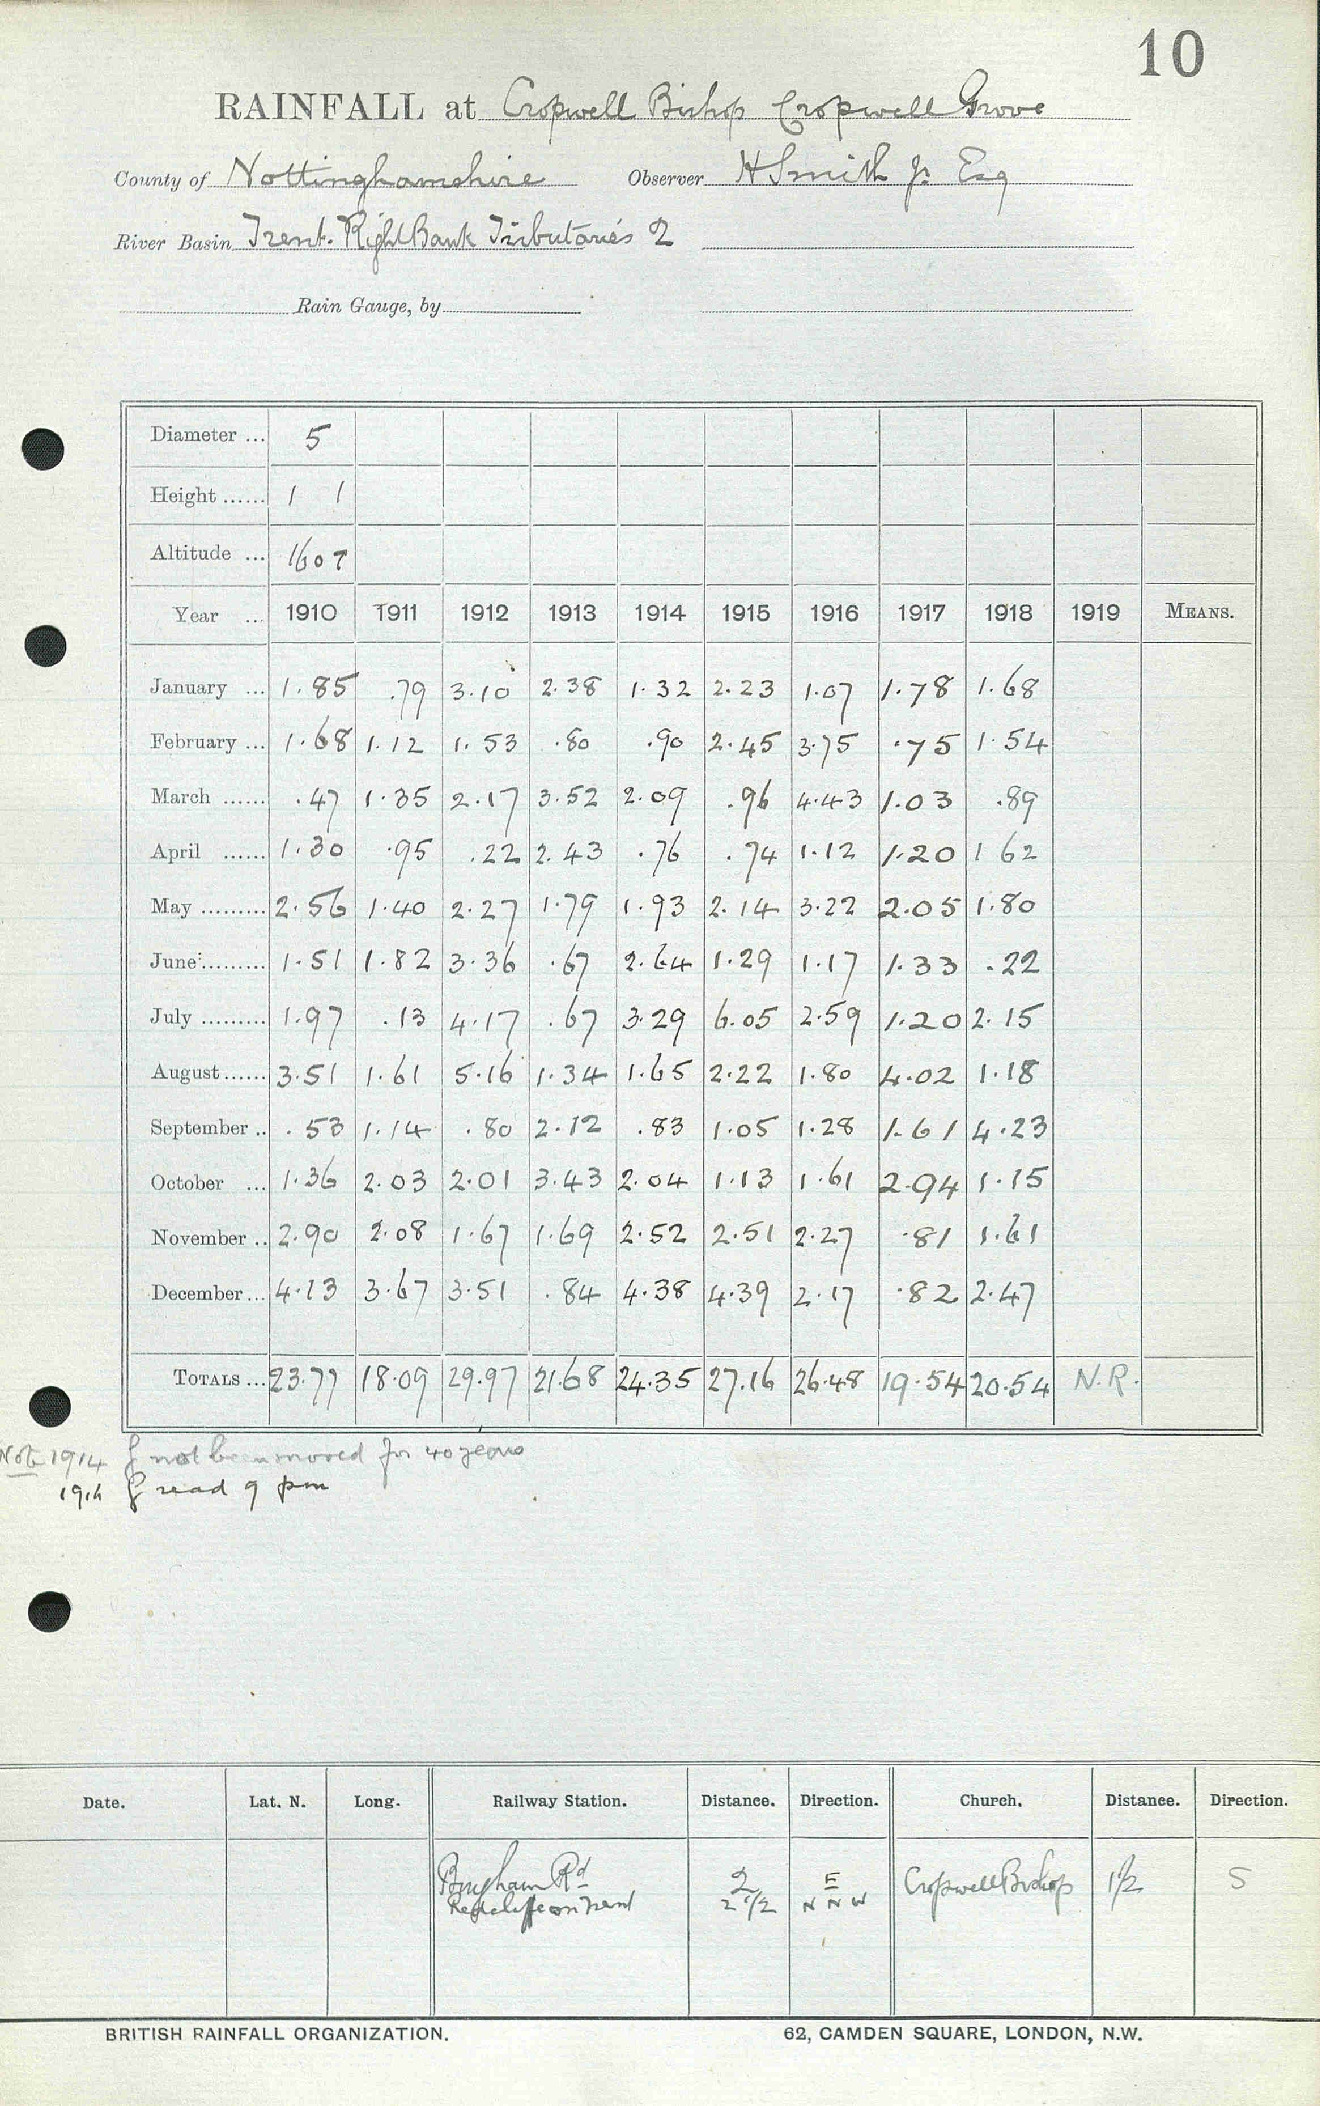 10
RAINFALL at Cropwell Bishop Cropwell Grove
County of Nottinghamshire Observer H Smith Jr Esq
River Basin Trent. Right Bank Tributaries 2
Rain Gauge, by
Diameter ... 5
Height ...... 1 1
Altitude ... 160 T
Year ... 1910 1911 1912 1913 1914 1915 1916 1917 1918 1919 MEANS.
January ... 1.85 .79 3.10 2.38 1.32 2.23 1.07 1.78 1.68
February ... 1.68 1.12 1.53 .80 .90 2.45 3.75 .75 1.54
March ...... .47 1.35 2.17 3.52 2.09 .96 4.43 1.03 .89
April ...... 1.30 .95 .22 2.43 .76 .74 1.12 1.20 1 62
May ......... 2.56 1.40 2.27 1.79 1.93 2.14 3.22 2.05 1.80
June ......... 1.51 1.82 3.36 .67 2.64 1.29 1.17 1.33 .22
July ......... 1.97 .13 4.17 .67 3.29 6.05 2.59 1.20 2.15
August ...... 3.51 1.61 5.16 1.34 1.65 2.22 1.80 4.02 1.18
September .. .53 1.14 .80 2.12 .83 1.05 1.28 1.61 4.23
October ... 1.36 2.03 2.01 3.43 2.04 1.13 1.61 2.94 1.15
November .. 2.90 2.08 1.67 1.69 2.52 2.51 2.27 .81 1.61
December ... 4.13 3.67 3.51 .84 4.38 4.39 2.17 .82 2.47
TOTALS ... 23.77 18.09 29.97 21.68 24.35 27.16 26.48 19.54 20.54 N.R.
Note 1914 g not been moved for 40 years
1914 g read 9 pm
Date. Lat. N. Long. Railway Station. Distance. Direction. Church. Distance. Direction.
Bingham Rd 2 E Cropwell Bishop 1 1/2 S
Radcliffe on Trent 2 1/2 N N W
BRITISH RAINFALL ORGANIZATION. 62, CAMDEN SQUARE, LONDON, N.W.